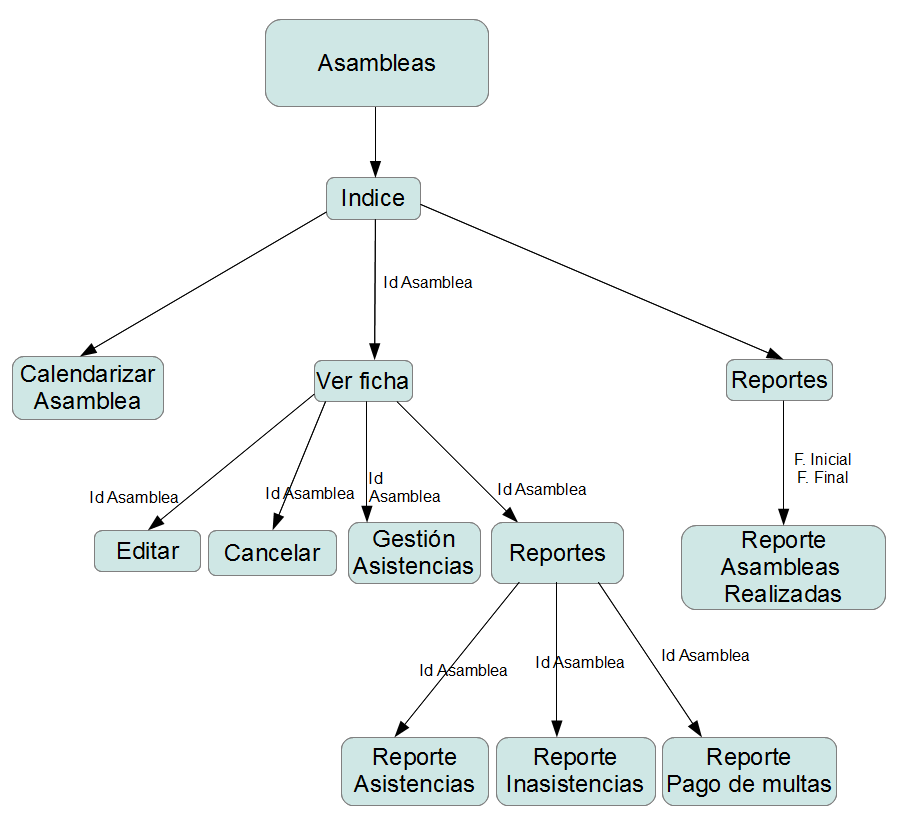 Asambleas
Indice
Id Asamblea
Calendarizar
Asamblea
Ver ficha
Reportes
F. Inicial
F. Final
Id Asamblea
Id Asamblea
Id
Asamblea
Id Asamblea
Editar
Cancelar
Gestión
Asistencias
Reportes
Reporte
Asambleas
Realizadas
Id Asamblea
Id Asamblea
Id Asamblea
Reporte
Asistencias
Reporte
Inasistencias
Reporte
Pago de multas